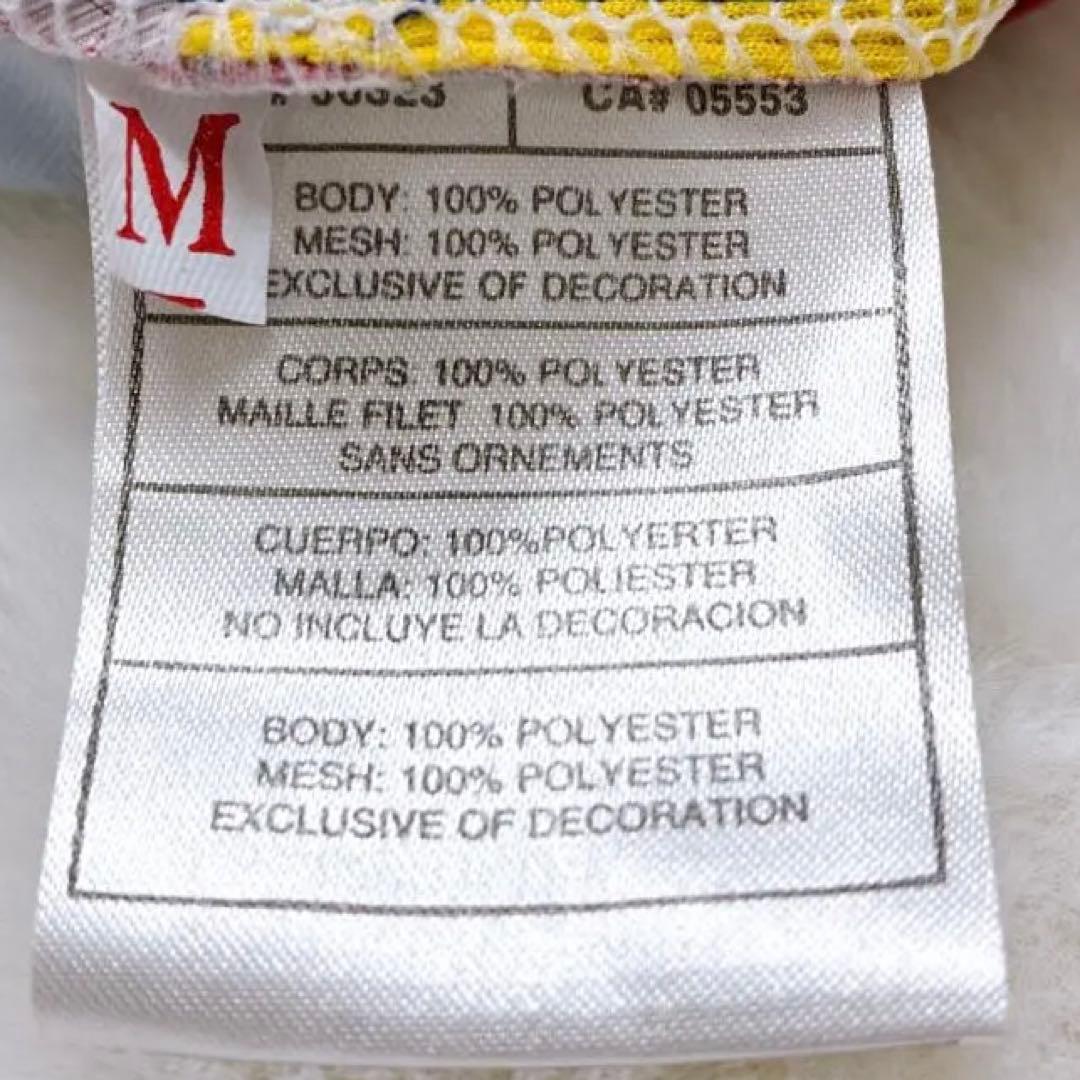 M
CA# 05553
BODY: 100% POLYESTER
MESH: 100% POLYESTER
EXCLUSIVE OF DECORATION
CORPS. 100% POLYESTER
MAILLE FILET 100% POLYESTER
SANS ORNEMENTS
CUERPO: 100%POLYERTER
MALLA: 100% POLIESTER
NO INCLUYE LA DECORACION
BODY: 100% POLYESTER
MESH: 100% POLYESTER
EXCLUSIVE OF DECORATION